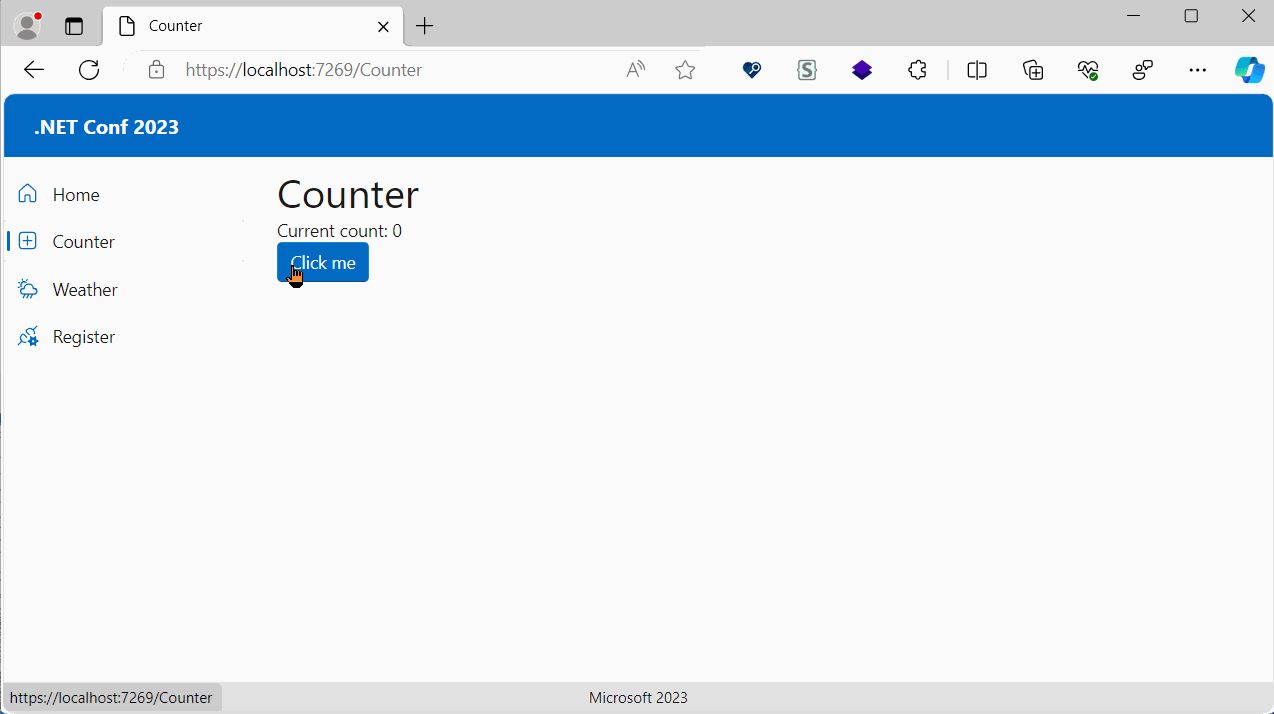 Counter
https://localhost:7269/Counter
.NET Conf 2023
Home
Counter
Weather
Register
Counter
Current count: 0
Click me
https://localhost:7269/Counter
Microsoft 2023